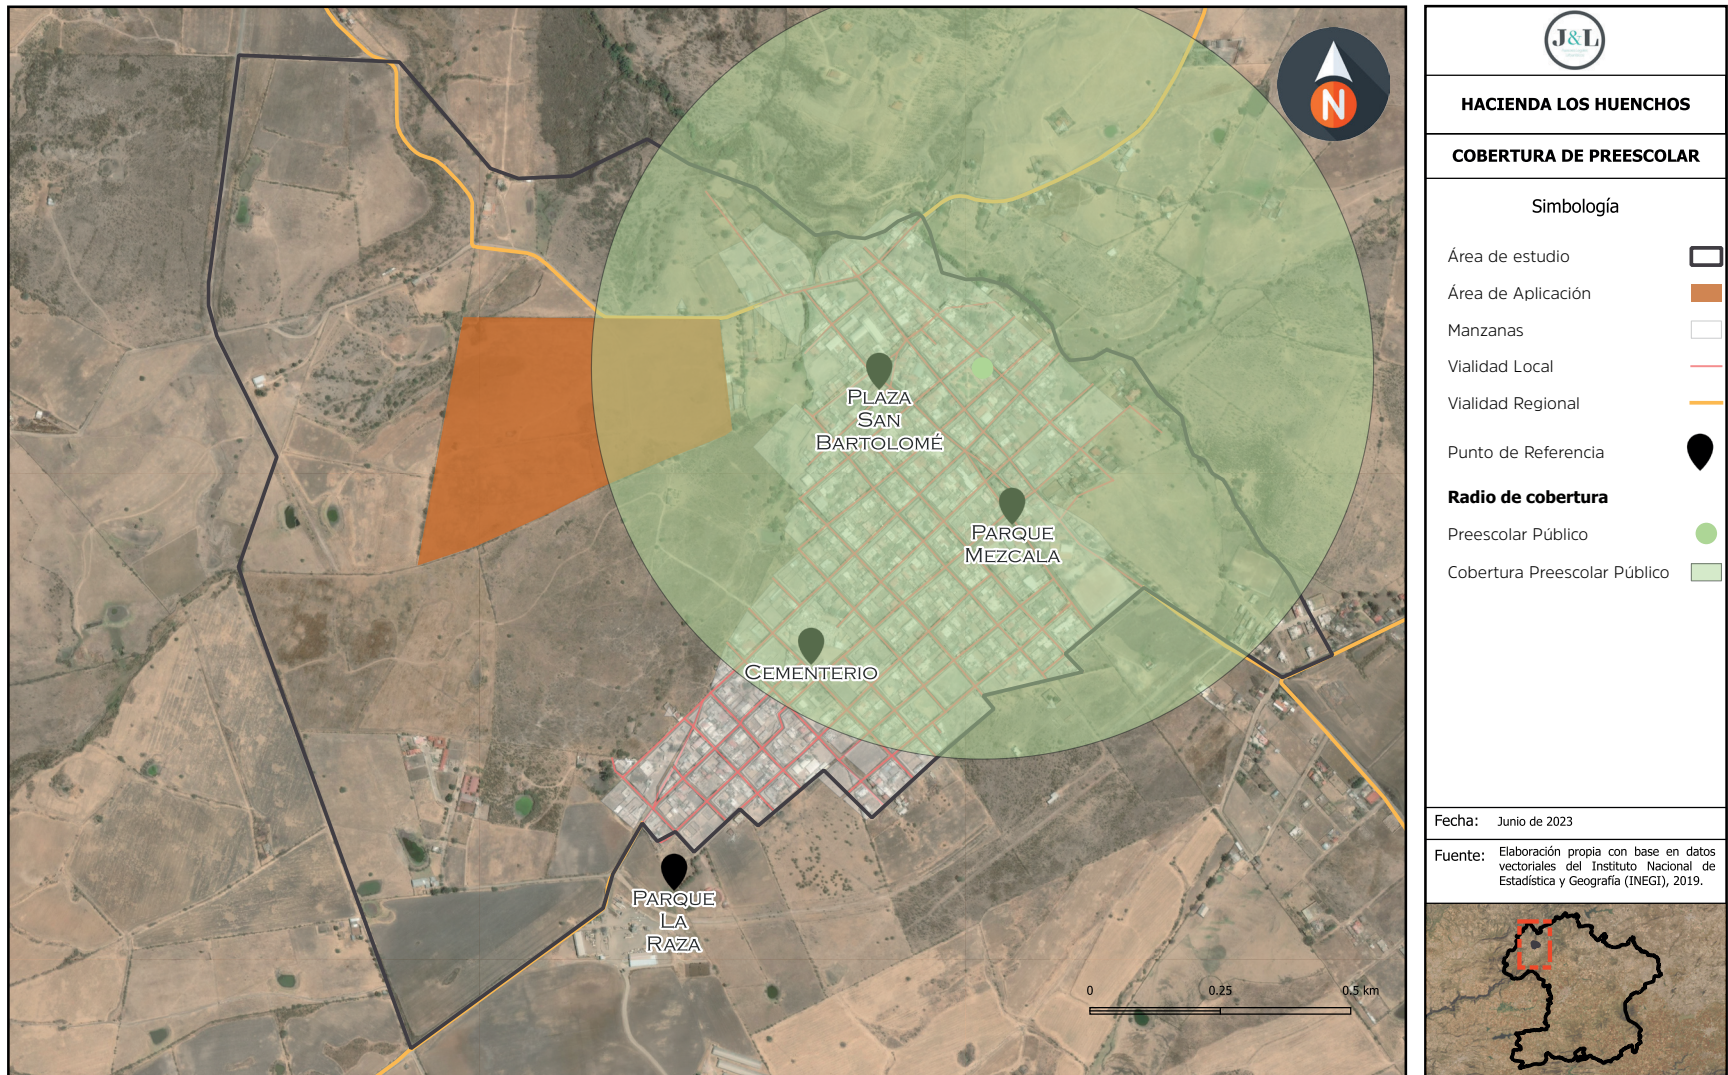 N
PLAZA
SAN
BARTOLOMÉ
PARQUE
MEZCALA
CEMENTERIO
PARQUE
LA
RAZA
0 0.25 0.5 km
J&L
HACIENDA LOS HUENCHOS
COBERTURA DE PREESCOLAR
Simbología
Área de estudio
Área de Aplicación
Manzanas
Vialidad Local
Vialidad Regional
Punto de Referencia
Radio de cobertura
Preescolar Público
Cobertura Preescolar Público
Fecha: Junio de 2023
Fuente: Elaboración propia con base en datos
vectoriales del Instituto Nacional de
Estadística y Geografía (INEGI), 2019.